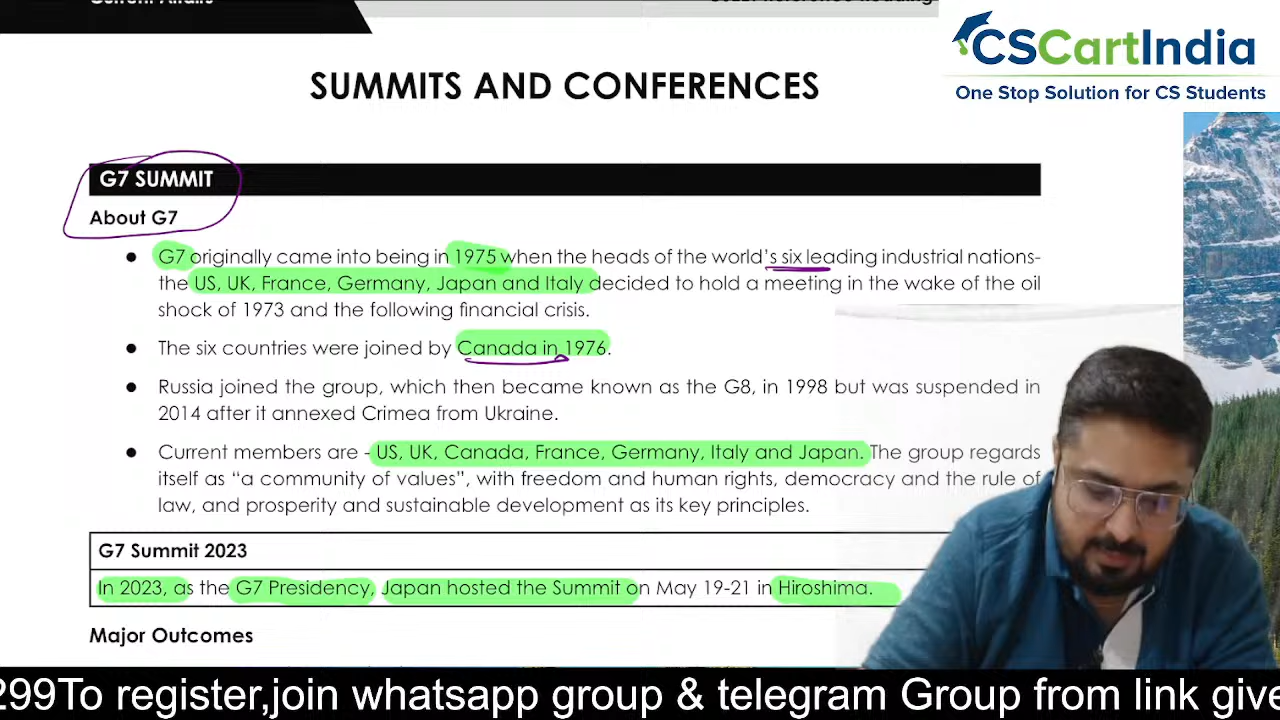 Current Affairs
CSCartIndia
One Stop Solution for CS Students
SUMMITS AND CONFERENCES
G7 SUMMIT
About G7
● G7 originally came into being in 1975 when the heads of the world's six leading industrial nations-
the US, UK, France, Germany, Japan and Italy decided to hold a meeting in the wake of the oil
shock of 1973 and the following financial crisis.
● The six countries were joined by Canada in 1976.
● Russia joined the group, which then became known as the G8, in 1998 but was suspended in
2014 after it annexed Crimea from Ukraine.
● Current members are - US, UK, Canada, France, Germany, Italy and Japan. The group regards
itself as “a community of values”, with freedom and human rights, democracy and the rule of
law, and prosperity and sustainable development as its key principles.
G7 Summit 2023
In 2023, as the G7 Presidency, Japan hosted the Summit on May 19-21 in Hiroshima.
Major Outcomes
299To register,join whatsapp group & telegram Group from link give